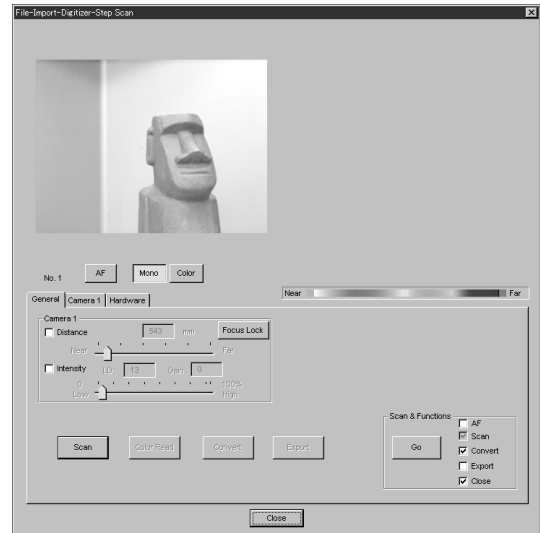 File-Import-Digitizer-Step Scan
No. 1 AF Mono Color
Near Far
General Camera 1 Hardware
Camera 1
Distance 543 mm Focus Lock
Near Far
Intensity LD: 13 Gain: 0
0 100%
Low High
Scan Color Read Convert Export
Scan & Functions
Go
AF
Scan
Convert
Export
Close
Close